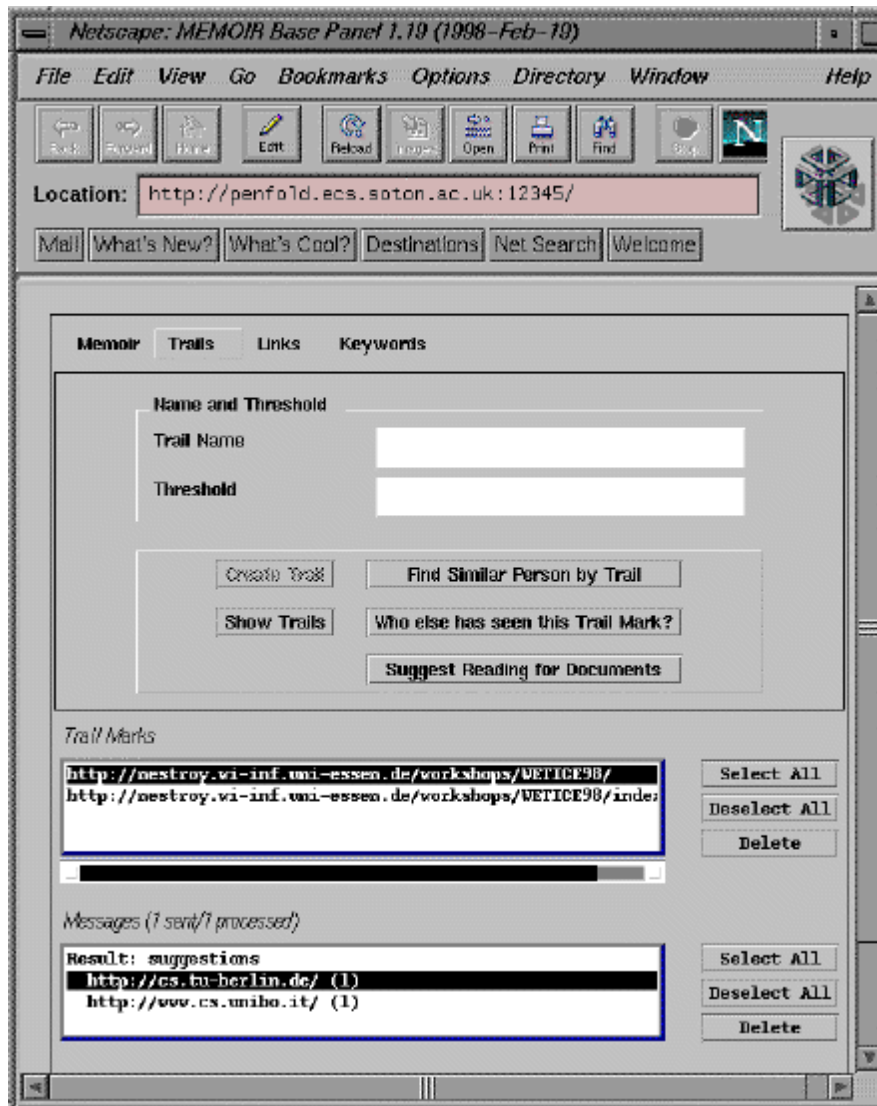 Netscape: MEMOIR Base Panel 1.19 (1998-Feb-19)
File Edit View Go Bookmarks Options Directory Window Help
Back Forward Home Edit Reload Images Open Print Find Stop N
Location: http://penfold.ecs.soton.ac.uk:12345/
Mail What's New? What's Cool? Destinations Net Search Welcome
Memoir Trails Links Keywords
Name and Threshold
Trail Name
Threshold
Create Trail Find Similar Person by Trail
Show Trails Who else has seen this Trail Mark?
Suggest Reading for Documents
Trail Marks
http://nestroy.wi-inf.uni-essen.de/workshops/WETICE98/ Select All
http://nestroy.wi-inf.uni-essen.de/workshops/WETICE98/index
Deselect All
Delete
Messages (1 sent/1 processed)
Result: suggestions Select All
http://cs.tu-berlin.de/ (1)
http://www.cs.unibo.it/ (1) Deselect All
Delete